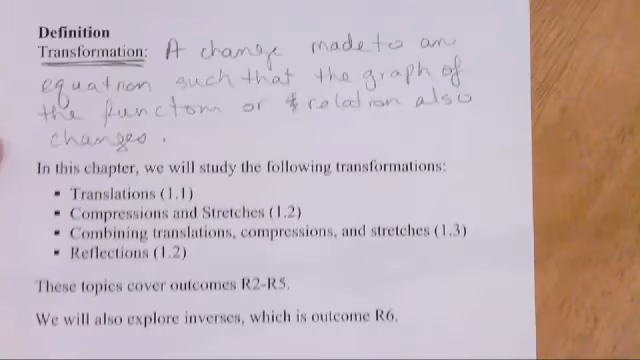 Definition
Transformation: A change made to an
equation such that the graph of
the function or relation also
changes.
In this chapter, we will study the following transformations:
▪ Translations (1.1)
▪ Compressions and Stretches (1.2)
▪ Combining translations, compressions, and stretches (1.3)
▪ Reflections (1.2)
These topics cover outcomes R2-R5.
We will also explore inverses, which is outcome R6.